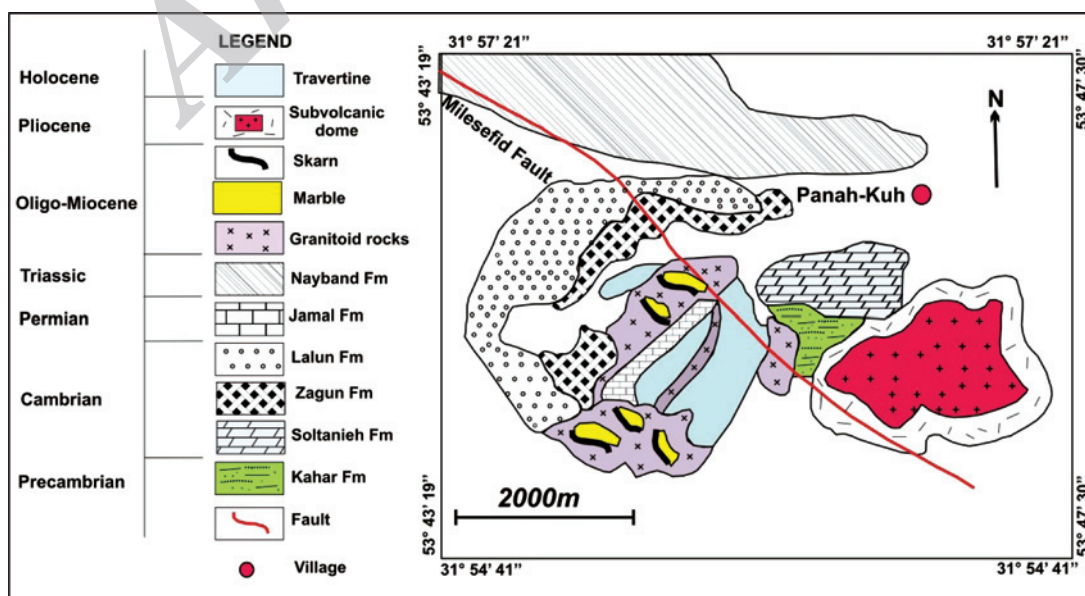 LEGEND
Holocene
Travertine
Pliocene
Subvolcanic
dome
Skarn
Oligo-Miocene
Marble
Granitoid rocks
Triassic
Nayband Fm
Permian
Jamal Fm
Lalun Fm
Cambrian
Zagun Fm
Soltanieh Fm
Precambrian
Kahar Fm
Fault
Village
31° 57' 21”
31° 57' 21”
53° 43' 19”
53° 47' 30”
Milesefid Fault
N
Panah-Kuh
2000m
53° 43' 19”
53° 47' 30”
31° 54' 41”
31° 54' 41”